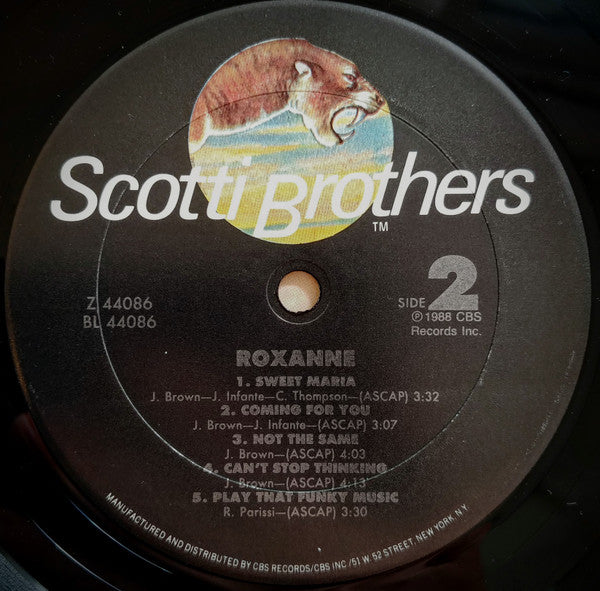 Scotti Brothers
TM
Z 44086
BL 44086
SIDE 2
℗ 1988 CBS
Records Inc.
ROXANNE
1. SWEET MARIA
J. Brown—J. Infante—C. Thompson—(ASCAP) 3:32
2. COMING FOR YOU
J. Brown—J. Infante—(ASCAP) 3:07
3. NOT THE SAME
J. Brown—(ASCAP) 4:03
4. CAN'T STOP THINKING
J. Brown—(ASCAP) 4:13
5. PLAY THAT FUNKY MUSIC
R. Parissi—(ASCAP) 3:30
MANUFACTURED AND DISTRIBUTED BY CBS RECORDS/CBS INC./51 W. 52 STREET, NEW YORK, N.Y.